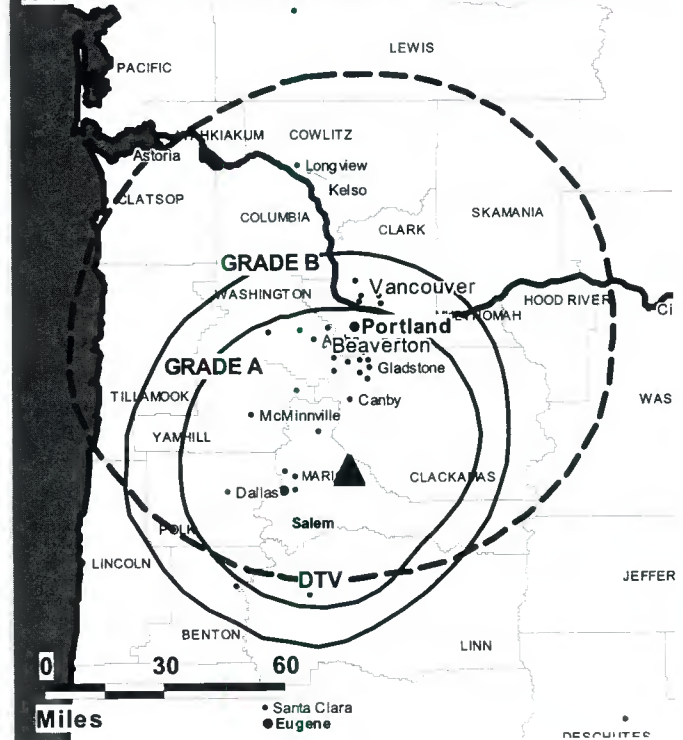 LEWIS
PACIFIC
COWLITZ
Astoria
Longview
Kelso
CLATSOP
COLUMBIA
SKAMANIA
CLARK
GRADE B
Vancouver
WASHINGTON
HOOD RIVER
Portland
Beaverton
GRADE A
Gladstone
TILLAMOOK
Canby
WAS
McMinnville
YAMHILL
CLACKAMAS
Dallas
Salem
POLK
LINCOLN
DTV
JEFFER
BENTON
LINN
0 30 60
Miles
Santa Clara
Eugene